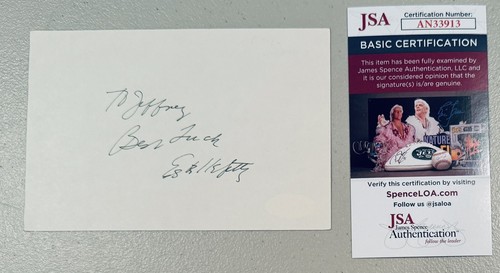 To Jeffrey
Best Luck
JSA
Certification Number:
AN33913
BASIC CERTIFICATION
This item has been fully examined by
James Spence Authentication, LLC and
it is our considered opinion that the
signature(s) is/are genuine.
NATURE
Verify this certification by visiting
SpenceLOA.com
Follow us @jsaloa
JSA
James Spence
Authentication
follow the leader